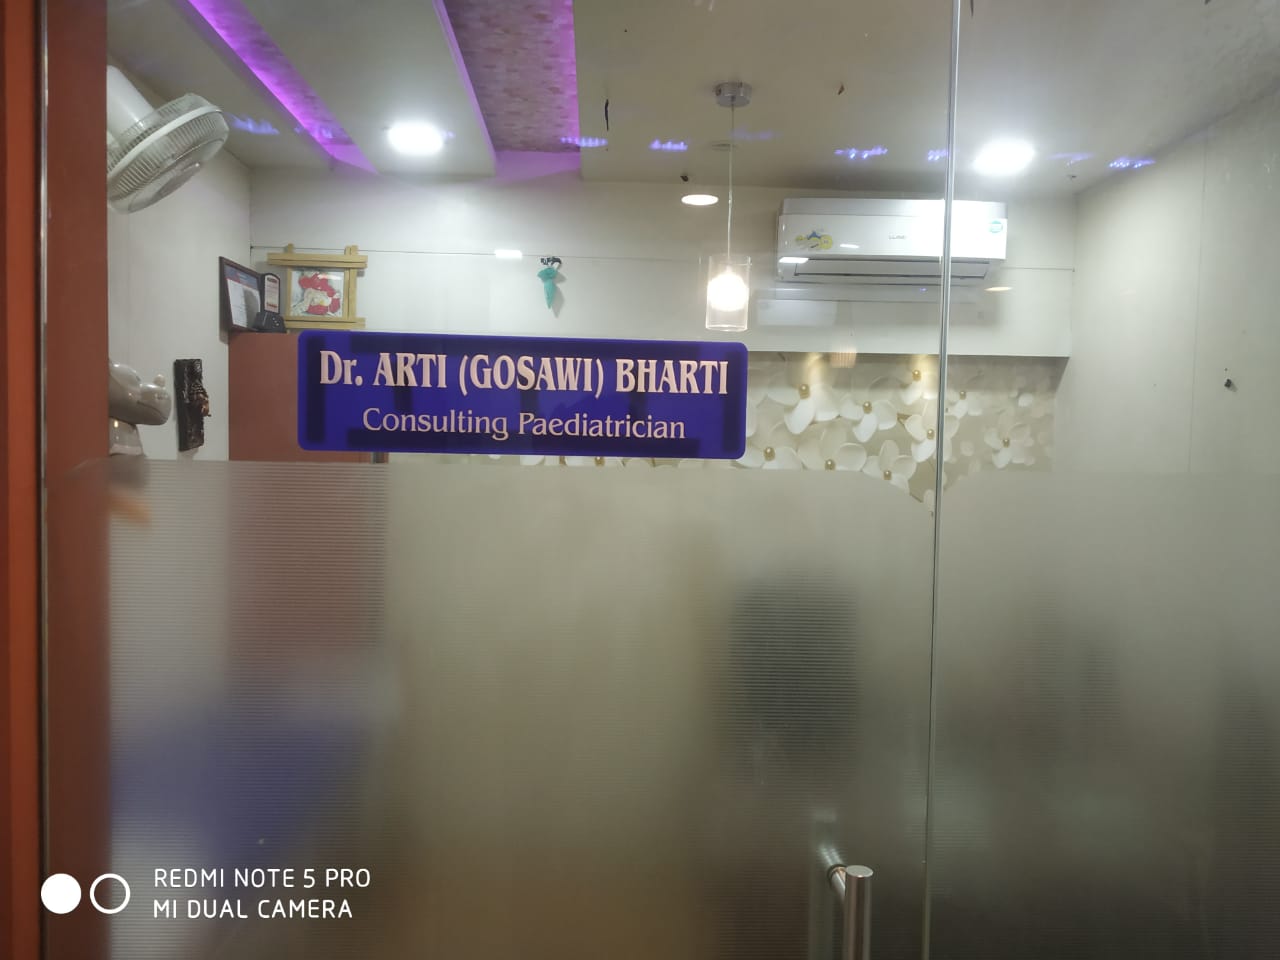 Dr. ARTI (GOSAWI) BHARTI
Consulting Paediatrician
REDMI NOTE 5 PRO
MI DUAL CAMERA